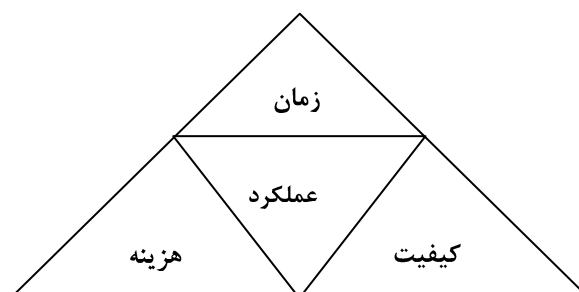 زمان
عملکرد
کیفیت
هزینه